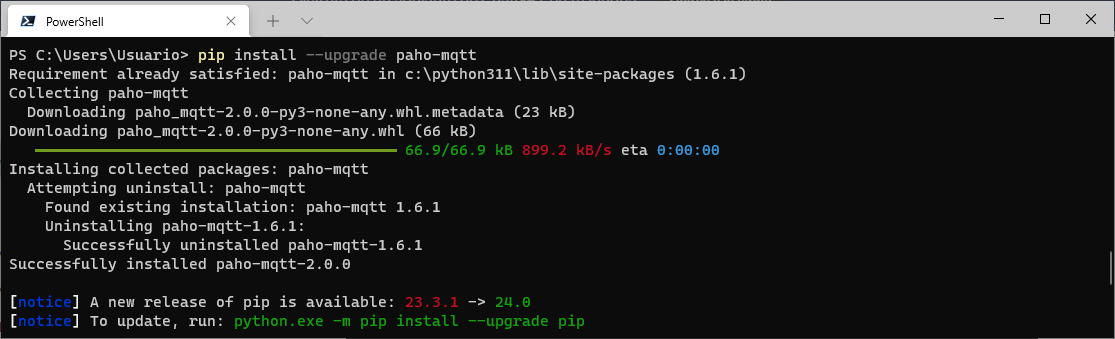 PowerShell
PS C:\Users\Usuario> pip install --upgrade paho-mqtt
Requirement already satisfied: paho-mqtt in c:\python311\lib\site-packages (1.6.1)
Collecting paho-mqtt
  Downloading paho_mqtt-2.0.0-py3-none-any.whl.metadata (23 kB)
Downloading paho_mqtt-2.0.0-py3-none-any.whl (66 kB)
66.9/66.9 kB 899.2 kB/s eta 0:00:00
Installing collected packages: paho-mqtt
  Attempting uninstall: paho-mqtt
    Found existing installation: paho-mqtt 1.6.1
    Uninstalling paho-mqtt-1.6.1:
      Successfully uninstalled paho-mqtt-1.6.1
Successfully installed paho-mqtt-2.0.0
[notice] A new release of pip is available: 23.3.1 -> 24.0
[notice] To update, run: python.exe -m pip install --upgrade pip